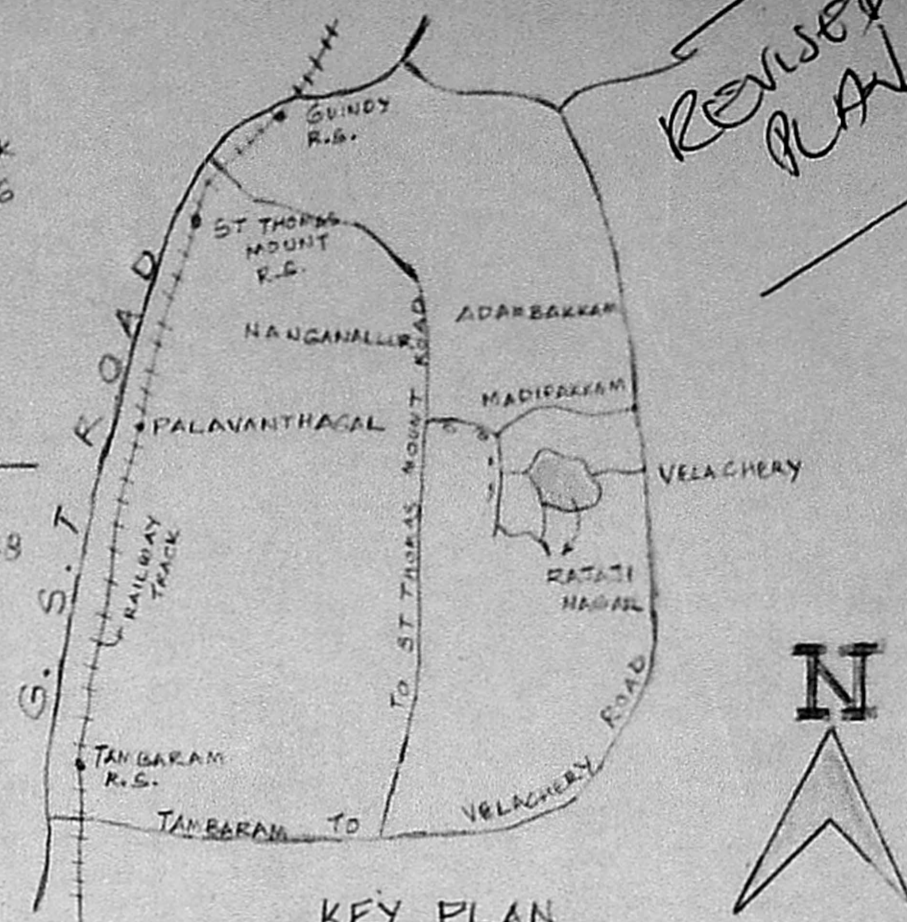 REVISED
PLAN
GUINDY
R.S.
ST THOMAS
MOUNT
R.S.
ADAMBAKKAM
NANGANALLUR
MADIPAKKAM
PALAVANTHAGAL
VELACHERY
RAJAJI
NAGAR
RAILWAY
TRACK
G.S.T ROAD
TO ST THOMAS MOUNT ROAD
N
TAMBARAM
R.S.
TAMBARAM TO VELACHERY ROAD
KEY PLAN